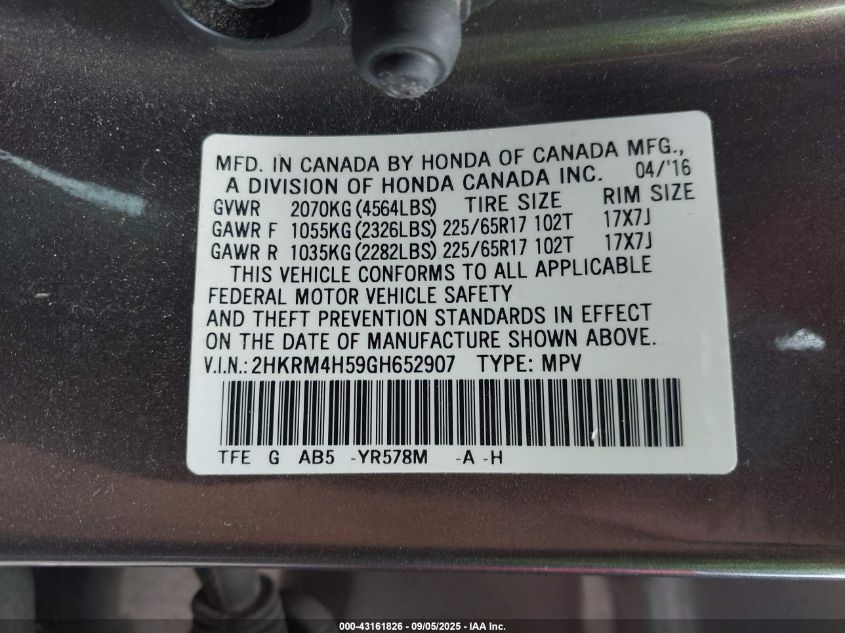 MFD. IN CANADA BY HONDA OF CANADA MFG.,
A DIVISION OF HONDA CANADA INC. 04/'16
GVWR 2070KG (4564LBS) TIRE SIZE RIM SIZE
GAWR F 1055KG (2326LBS) 225/65R17 102T 17X7J
GAWR R 1035KG (2282LBS) 225/65R17 102T 17X7J
THIS VEHICLE CONFORMS TO ALL APPLICABLE
FEDERAL MOTOR VEHICLE SAFETY
AND THEFT PREVENTION STANDARDS IN EFFECT
ON THE DATE OF MANUFACTURE SHOWN ABOVE.
V.I.N.: 2HKRM4H59GH652907 TYPE: MPV
TFE G AB5 -YR578M -A -H
000-43161826 - 09/05/2025 - IAA Inc.